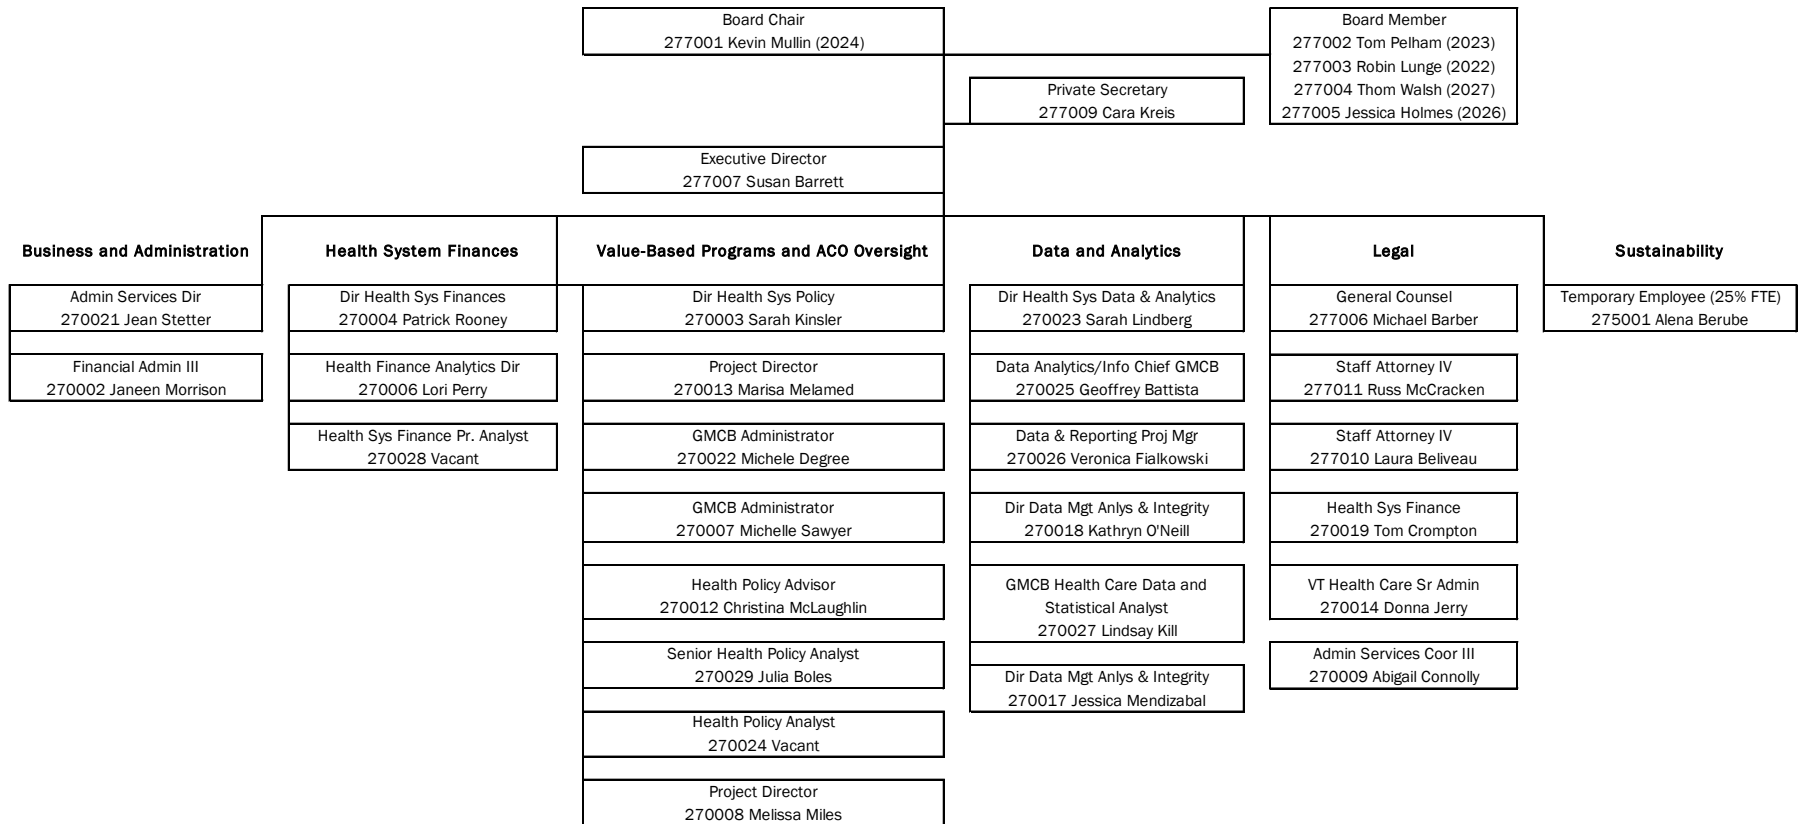 Board Chair
277001 Kevin Mullin (2024)
Board Member
277002 Tom Pelham (2023)
277003 Robin Lunge (2022)
277004 Thom Walsh (2027)
277005 Jessica Holmes (2026)
Private Secretary
277009 Cara Kreis
Executive Director
277007 Susan Barrett
Business and Administration
Admin Services Dir
270021 Jean Stetter
Financial Admin III
270002 Janeen Morrison
Health System Finances
Dir Health Sys Finances
270004 Patrick Rooney
Health Finance Analytics Dir
270006 Lori Perry
Health Sys Finance Pr. Analyst
270028 Vacant
Value-Based Programs and ACO Oversight
Dir Health Sys Policy
270003 Sarah Kinsler
Project Director
270013 Marisa Melamed
GMCB Administrator
270022 Michele Degree
GMCB Administrator
270007 Michelle Sawyer
Health Policy Advisor
270012 Christina McLaughlin
Senior Health Policy Analyst
270029 Julia Boles
Health Policy Analyst
270024 Vacant
Project Director
270008 Melissa Miles
Data and Analytics
Dir Health Sys Data & Analytics
270023 Sarah Lindberg
Data Analytics/Info Chief GMCB
270025 Geoffrey Battista
Data & Reporting Proj Mgr
270026 Veronica Fialkowski
Dir Data Mgt Anlys & Integrity
270018 Kathryn O'Neill
GMCB Health Care Data and
Statistical Analyst
270027 Lindsay Kill
Dir Data Mgt Anlys & Integrity
270017 Jessica Mendizabal
Legal
General Counsel
277006 Michael Barber
Staff Attorney IV
277011 Russ McCracken
Staff Attorney IV
277010 Laura Beliveau
Health Sys Finance
270019 Tom Crompton
VT Health Care Sr Admin
270014 Donna Jerry
Admin Services Coor III
270009 Abigail Connolly
Sustainability
Temporary Employee (25% FTE)
275001 Alena Berube